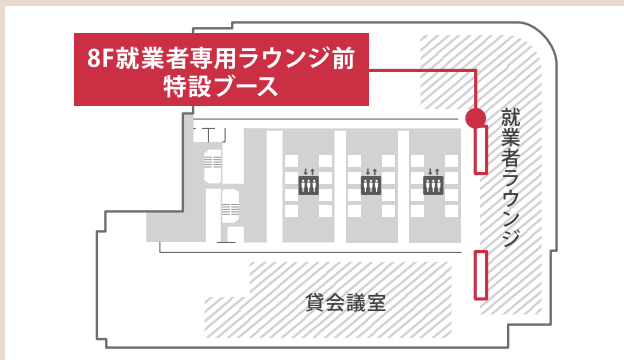 8F就業者専用ラウンジ前
特設ブース
就業者ラウンジ
貸会議室